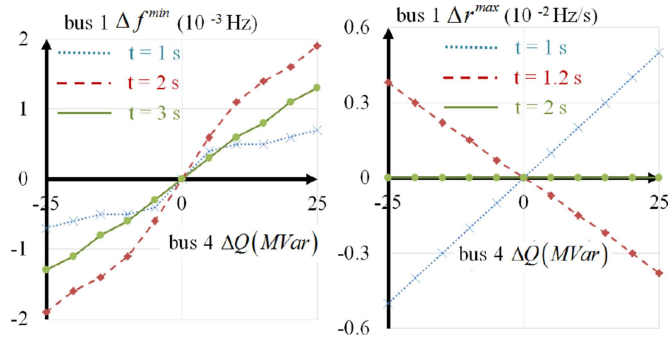 bus 1 Δf^min (10 -3 Hz)
t = 1 s
t = 2 s
t = 3 s
2
1
0
-1
-2
-25
0
25
bus 4 ΔQ(MVar)
bus 1 Δr^max (10 -2 Hz/s)
t = 1 s
t = 1.2 s
t = 2 s
0.6
0.3
0
-0.3
-0.6
-25
0
25
bus 4 ΔQ(MVar)